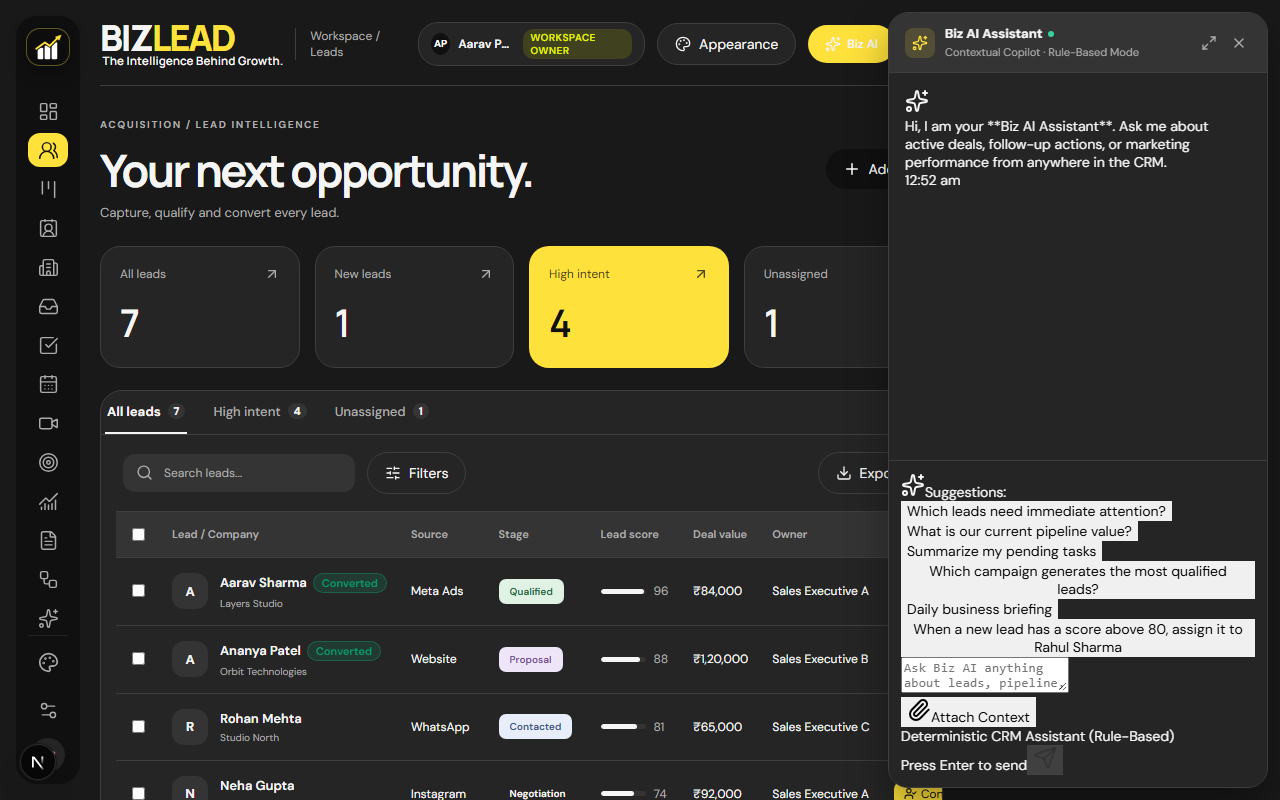 BIZLEAD
The Intelligence Behind Growth.
Workspace /
Leads
AP
Aarav P...
WORKSPACE
OWNER
Appearance
Biz AI
ACQUISITION / LEAD INTELLIGENCE
Your next opportunity.
Capture, qualify and convert every lead.
All leads
7
New leads
1
High intent
4
Unassigned
1
All leads 7
High intent 4
Unassigned 1
Search leads...
Filters
Lead / Company
Source
Stage
Lead score
Deal value
Owner
A
Aarav Sharma
Converted
Layers Studio
Meta Ads
Qualified
96
₹84,000
Sales Executive A
A
Ananya Patel
Converted
Orbit Technologies
Website
Proposal
88
₹1,20,000
Sales Executive B
R
Rohan Mehta
Studio North
WhatsApp
Contacted
81
₹65,000
Sales Executive C
N
Neha Gupta
Instagram
Negotiation
74
₹92,000
Sales Executive A
N
Biz AI Assistant
Contextual Copilot · Rule-Based Mode
Hi, I am your **Biz AI Assistant**. Ask me about
active deals, follow-up actions, or marketing
performance from anywhere in the CRM.
12:52 am
Suggestions:
Which leads need immediate attention?
What is our current pipeline value?
Summarize my pending tasks
Which campaign generates the most qualified
leads?
Daily business briefing
When a new lead has a score above 80, assign it to
Rahul Sharma
Ask Biz AI anything
about leads, pipeline,
Attach Context
Deterministic CRM Assistant (Rule-Based)
Press Enter to send